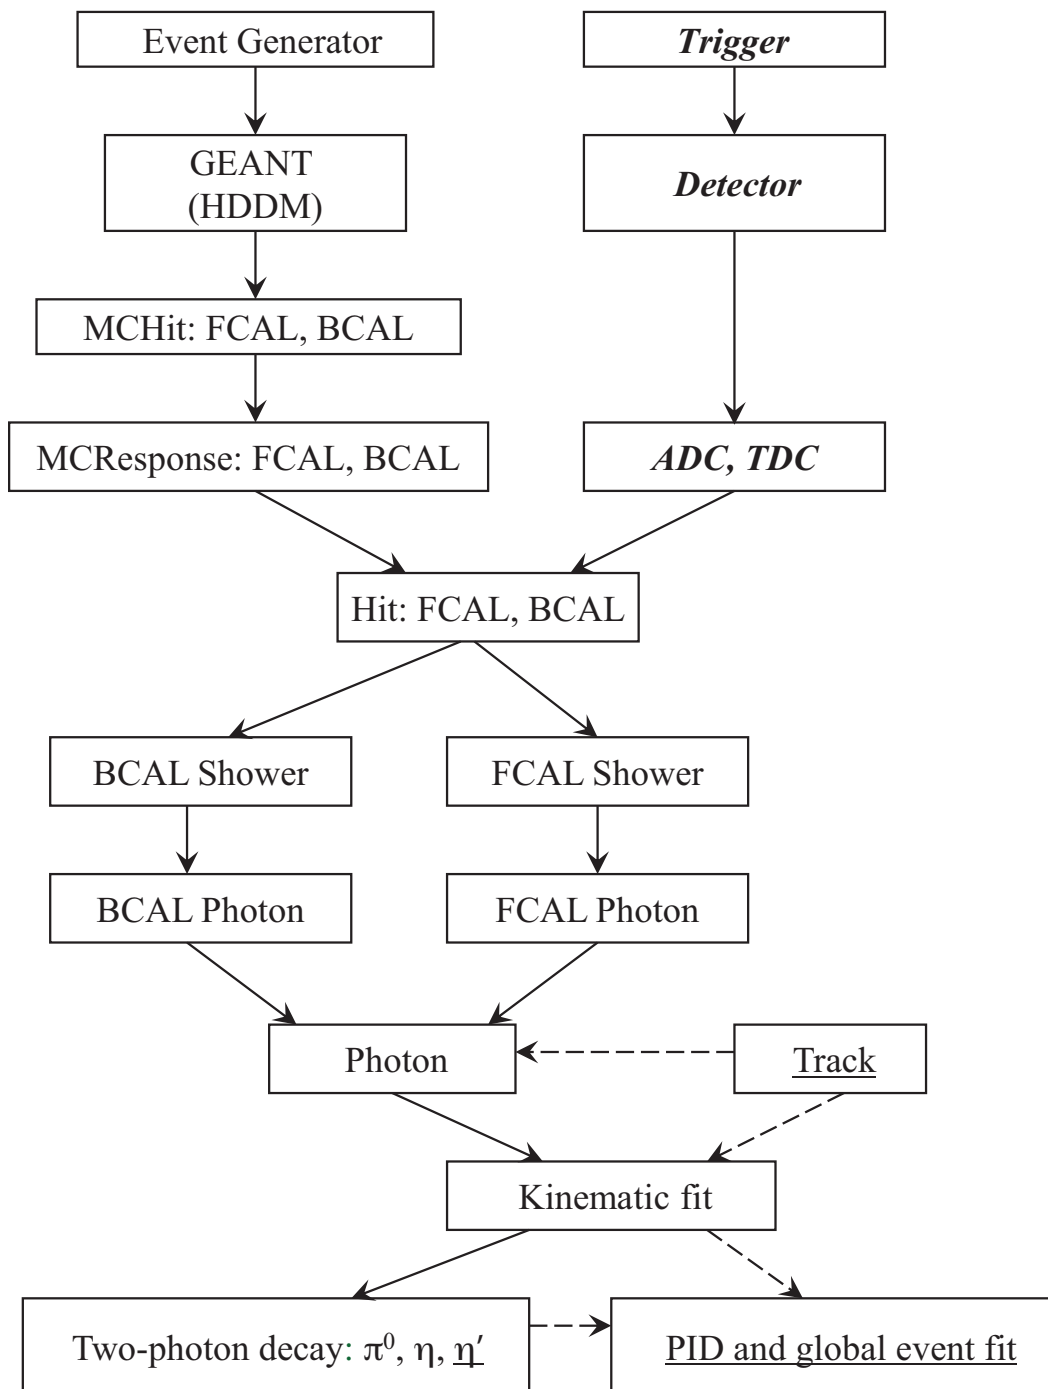 Event Generator
Trigger
GEANT
(HDDM)
Detector
MCHit: FCAL, BCAL
MCResponse: FCAL, BCAL
ADC, TDC
Hit: FCAL, BCAL
BCAL Shower
FCAL Shower
BCAL Photon
FCAL Photon
Photon
Track
Kinematic fit
Two-photon decay: π⁰, η, η′
PID and global event fit